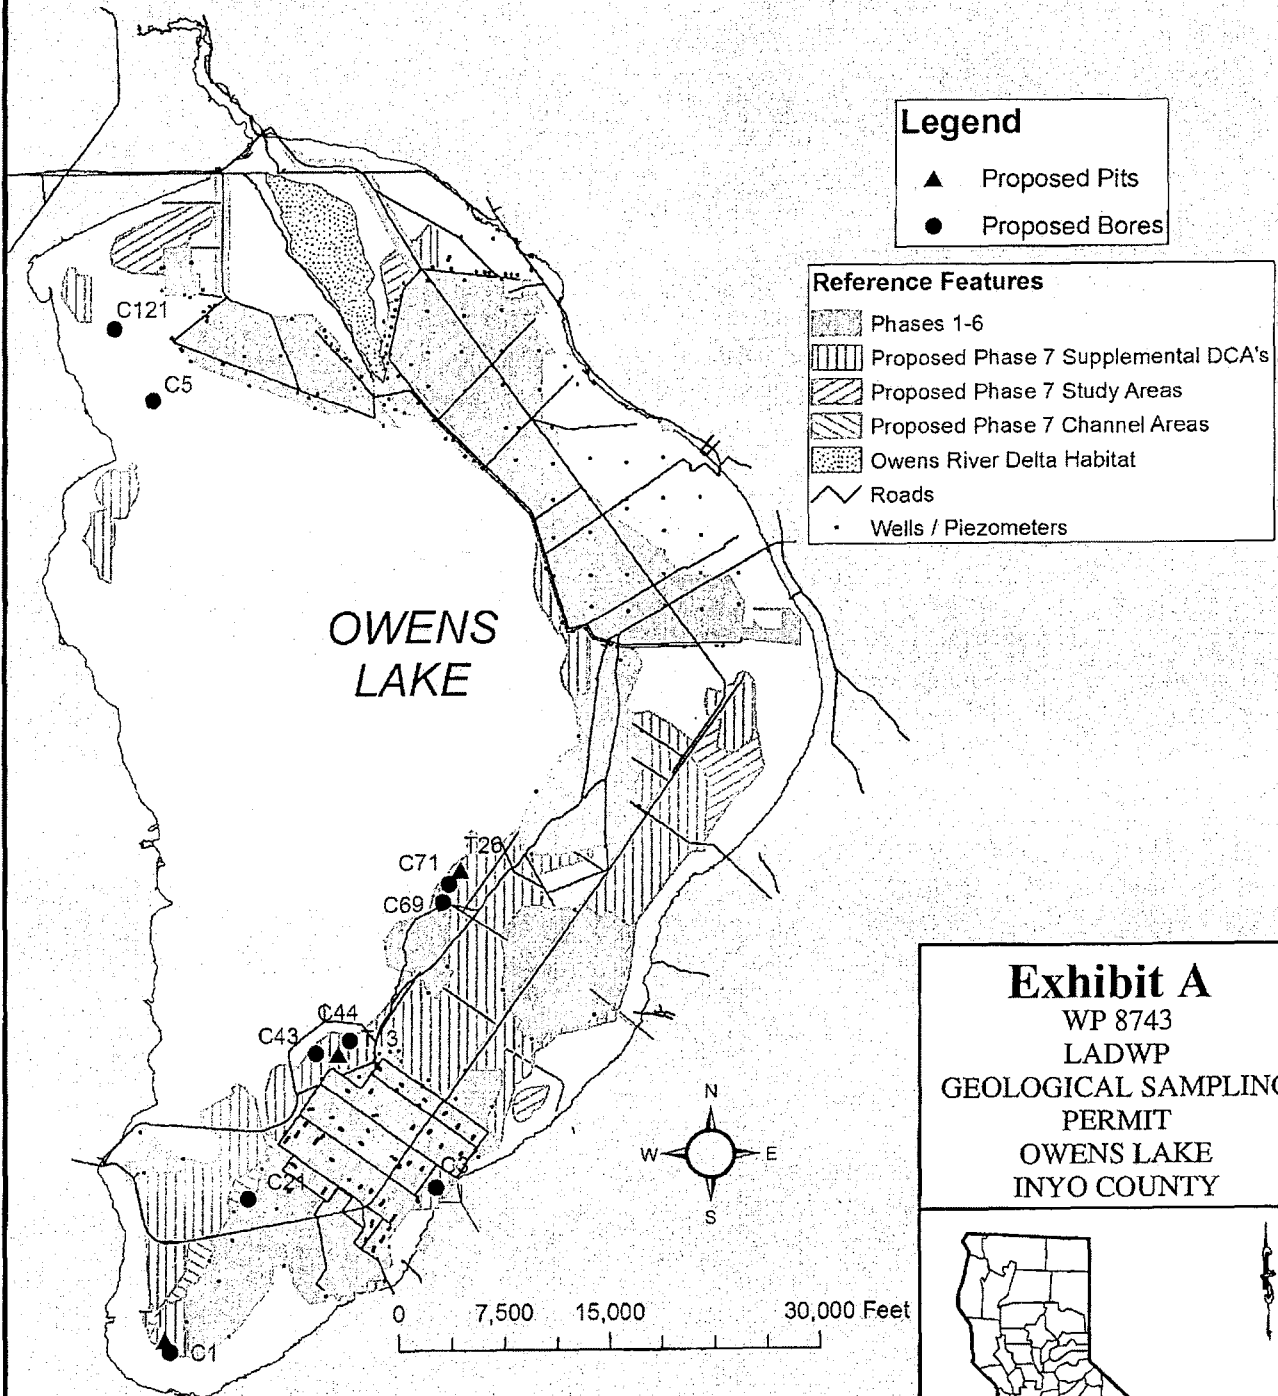 Legend
Proposed Pits
Proposed Bores
Reference Features
Phases 1-6
Proposed Phase 7 Supplemental DCA's
Proposed Phase 7 Study Areas
Proposed Phase 7 Channel Areas
Owens River Delta Habitat
Roads
Wells / Piezometers
C121
C5
OWENS
LAKE
T26
C71
C69
C44
C43
C3
C21
C1
N
W
E
S
0 7,500 15,000 30,000 Feet
Exhibit A
WP 8743
LADWP
GEOLOGICAL SAMPLING
PERMIT
OWENS LAKE
INYO COUNTY